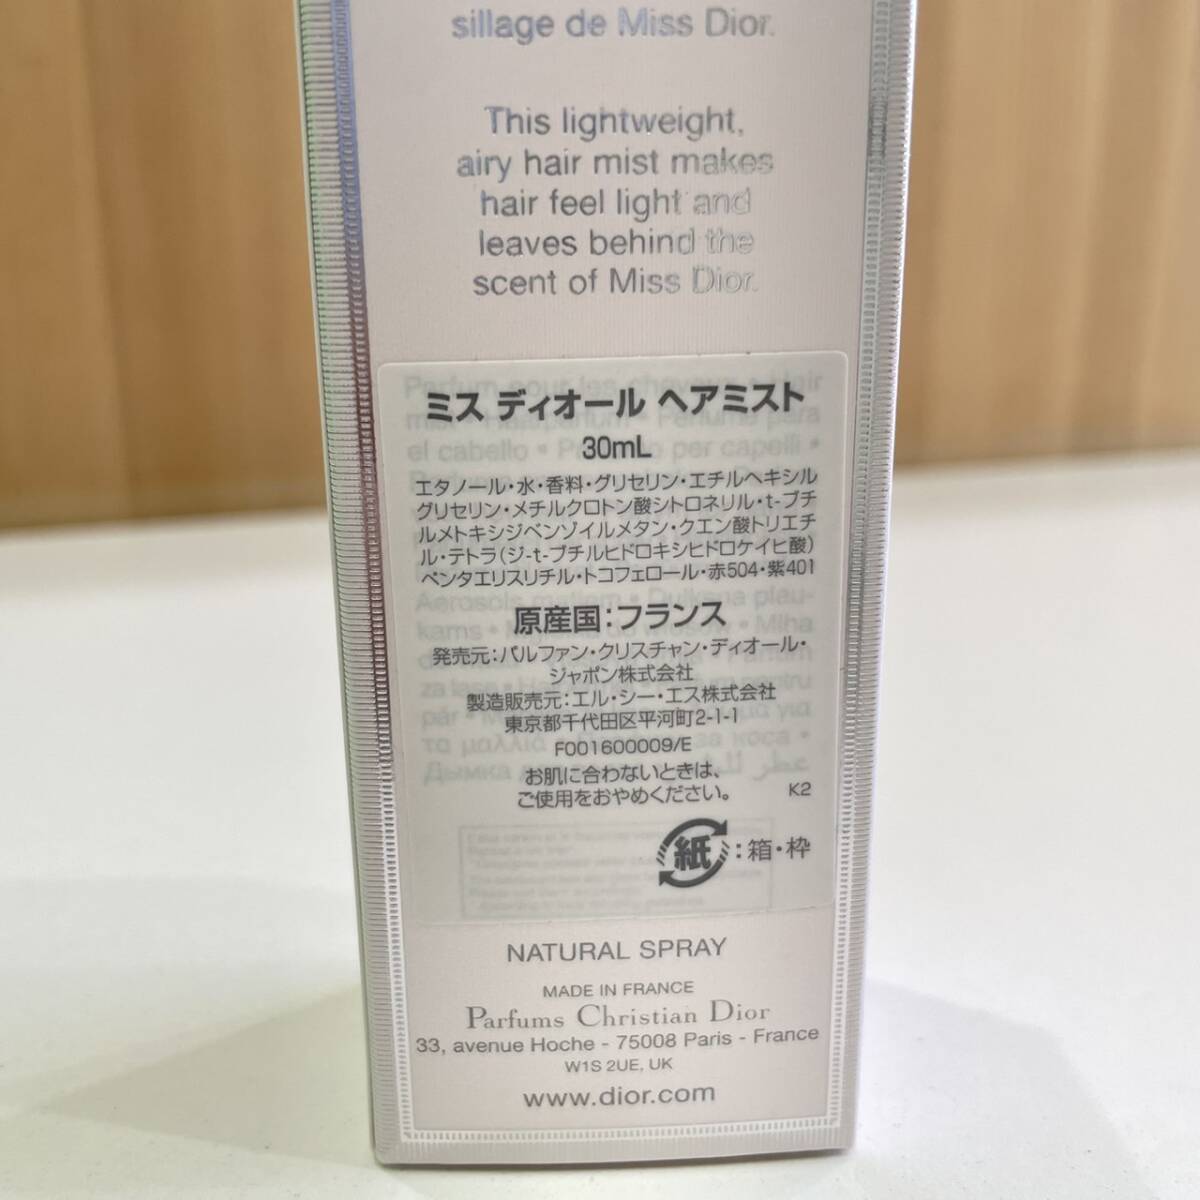 sillage de Miss Dior.
This lightweight,
airy hair mist makes
hair feel light and
leaves behind the
scent of Miss Dior.
ミス ディオール ヘアミスト
30mL
エタノール・水・香料・グリセリン・エチルヘキシル
グリセリン・メチルクロトン酸シトロネリル・t-ブチ
ルメトキシジベンゾイルメタン・クエン酸トリエチ
ル・テトラ(ジ-t-ブチルヒドロキシヒドロケイヒ酸)
ペンタエリスリチル・トコフェロール・赤504・紫401
原産国:フランス
発売元:パルファン・クリスチャン・ディオール・
ジャポン株式会社
製造販売元:エル・シー・エス株式会社
東京都千代田区平河町2-1-1
F001600009/E
お肌に合わないときは、
ご使用をおやめください。 K2
紙:箱・枠
NATURAL SPRAY
MADE IN FRANCE
Parfums Christian Dior
33, avenue Hoche - 75008 Paris - France
W1S 2UE, UK
www.dior.com